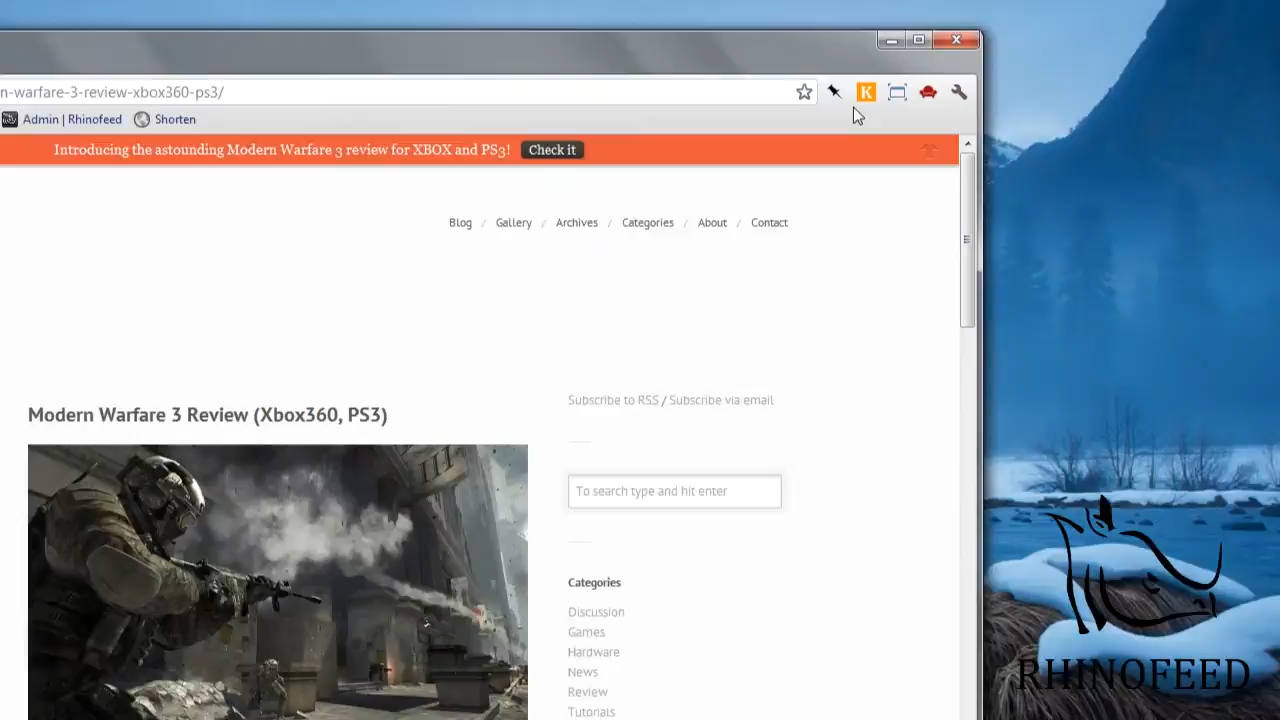 n-warfare-3-review-xbox360-ps3/
K
Admin | Rhinofeed Shorten
Introducing the astounding Modern Warfare 3 review for XBOX and PS3! Check it
Blog / Gallery / Archives / Categories / About / Contact
Subscribe to RSS / Subscribe via email
Modern Warfare 3 Review (Xbox360, PS3)
To search type and hit enter
Categories
Discussion
Games
Hardware
News
Review
Tutorials
RHINOFEED